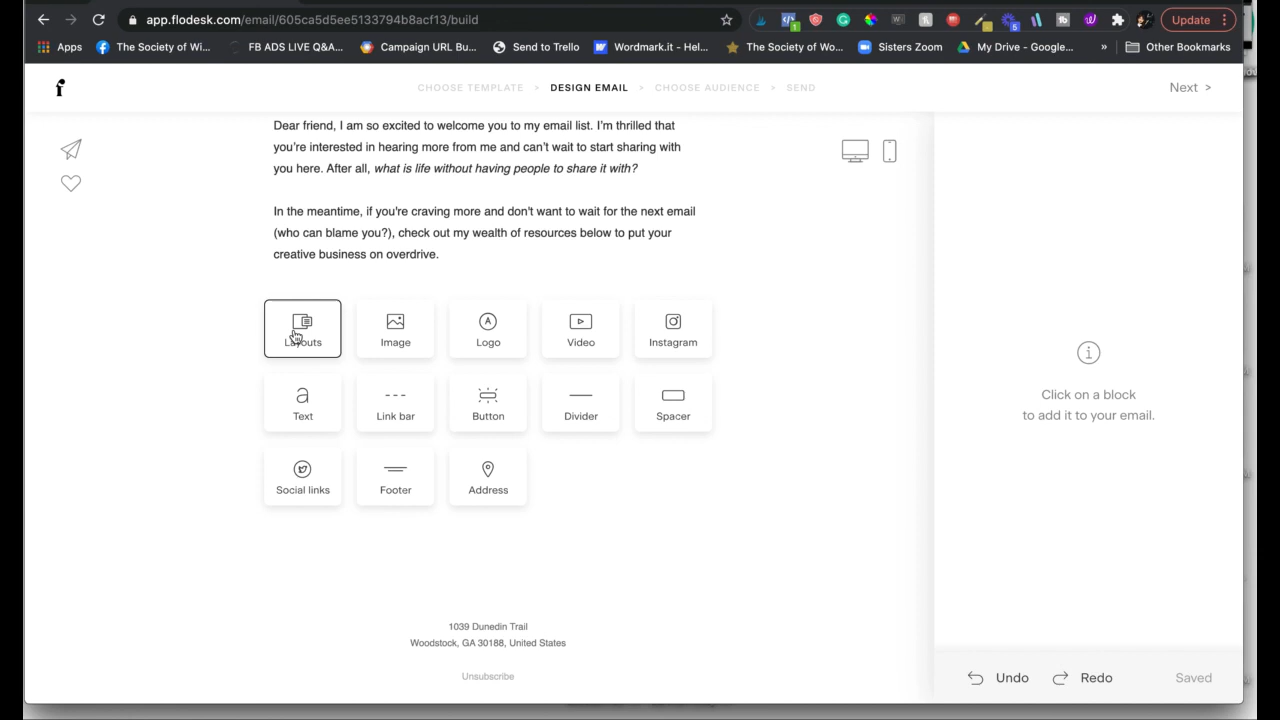 app.flodesk.com/email/605ca5d5ee5133794b8acf13/build
1
5
Update
Apps
The Society of Wi...
FB ADS LIVE Q&A...
Campaign URL Bu...
Send to Trello
Wordmark.it - Hel...
The Society of Wo...
Sisters Zoom
My Drive - Google...
»
Other Bookmarks
f
CHOOSE TEMPLATE > DESIGN EMAIL > CHOOSE AUDIENCE > SEND
Next >
Dear friend, I am so excited to welcome you to my email list. I'm thrilled that
you're interested in hearing more from me and can't wait to start sharing with
you here. After all, what is life without having people to share it with?
In the meantime, if you're craving more and don't want to wait for the next email
(who can blame you?), check out my wealth of resources below to put your
creative business on overdrive.
Layouts
Image
Logo
Video
Instagram
Text
Link bar
Button
Divider
Spacer
Social links
Footer
Address
Click on a block
to add it to your email.
1039 Dunedin Trail
Woodstock, GA 30188, United States
Unsubscribe
Undo
Redo
Saved